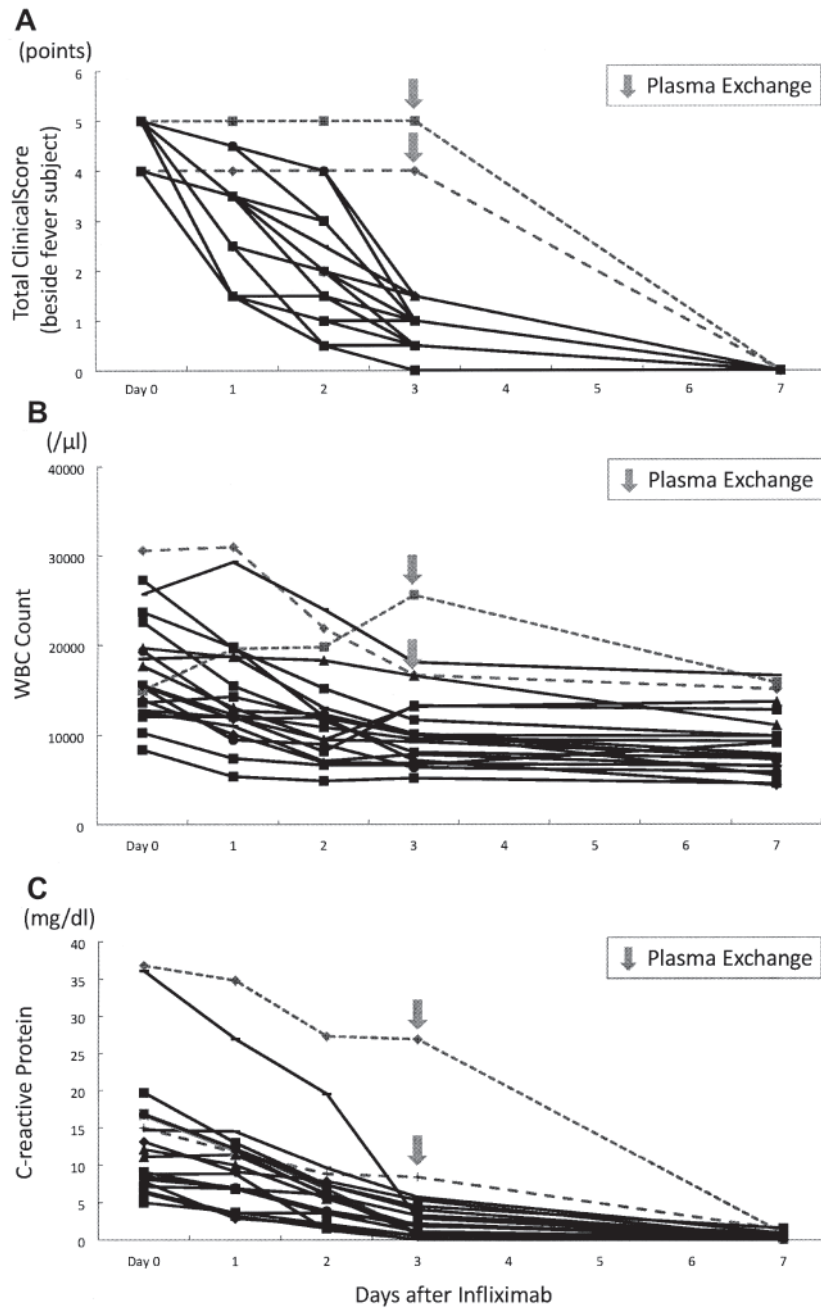 A
(points)
Plasma Exchange
Total ClinicalScore
(beside fever subject)
6
5
4
3
2
1
0
Day 0 1 2 3 4 5 6 7
B
(/μl)
Plasma Exchange
WBC Count
40000
30000
20000
10000
0
Day 0 1 2 3 4 5 6 7
C
(mg/dl)
Plasma Exchange
C-reactive Protein
40
35
30
25
20
15
10
5
0
Day 0 1 2 3 4 5 6 7
Days after Infliximab